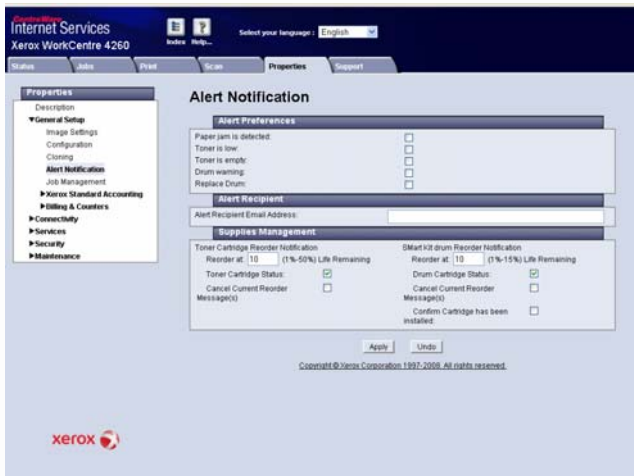 CentreWare
Internet Services
Xerox WorkCentre 4260
Index Help...
Select your language : English
Status Jobs Print Scan Properties Support
Properties
Description
General Setup
Image Settings
Configuration
Cloning
Alert Notification
Job Management
Xerox Standard Accounting
Billing & Counters
Connectivity
Services
Security
Maintenance
Alert Notification
Alert Preferences
Paper jam is detected:
Toner is low:
Toner is empty:
Drum warning:
Replace Drum:
Alert Recipient
Alert Recipient Email Address:
Supplies Management
Toner Cartridge Reorder Notification
Reorder at: 10 (1%-50%) Life Remaining
Toner Cartridge Status:
Cancel Current Reorder
Message(s)
SMart Kit drum Reorder Notification
Reorder at: 10 (1%-15%) Life Remaining
Drum Cartridge Status:
Cancel Current Reorder
Message(s)
Confirm Cartridge has been
installed:
Apply Undo
Copyright © Xerox Corporation 1997-2008. All rights reserved.
xerox